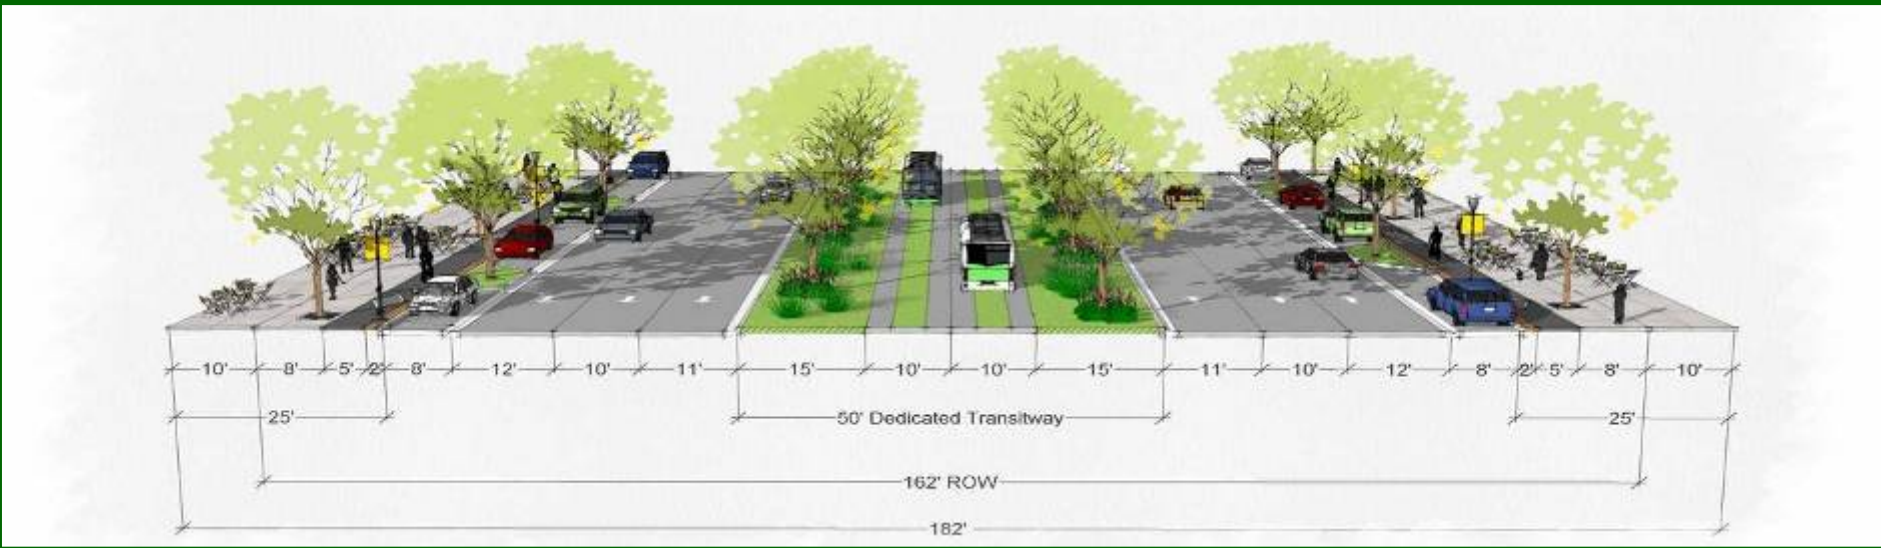 10' 8' 5' 2' 8' 12' 10' 11' 15' 10' 10' 15' 11' 10' 12' 8' 2' 5' 8' 10'
25' 50' Dedicated Transitway 25'
162' ROW
182'